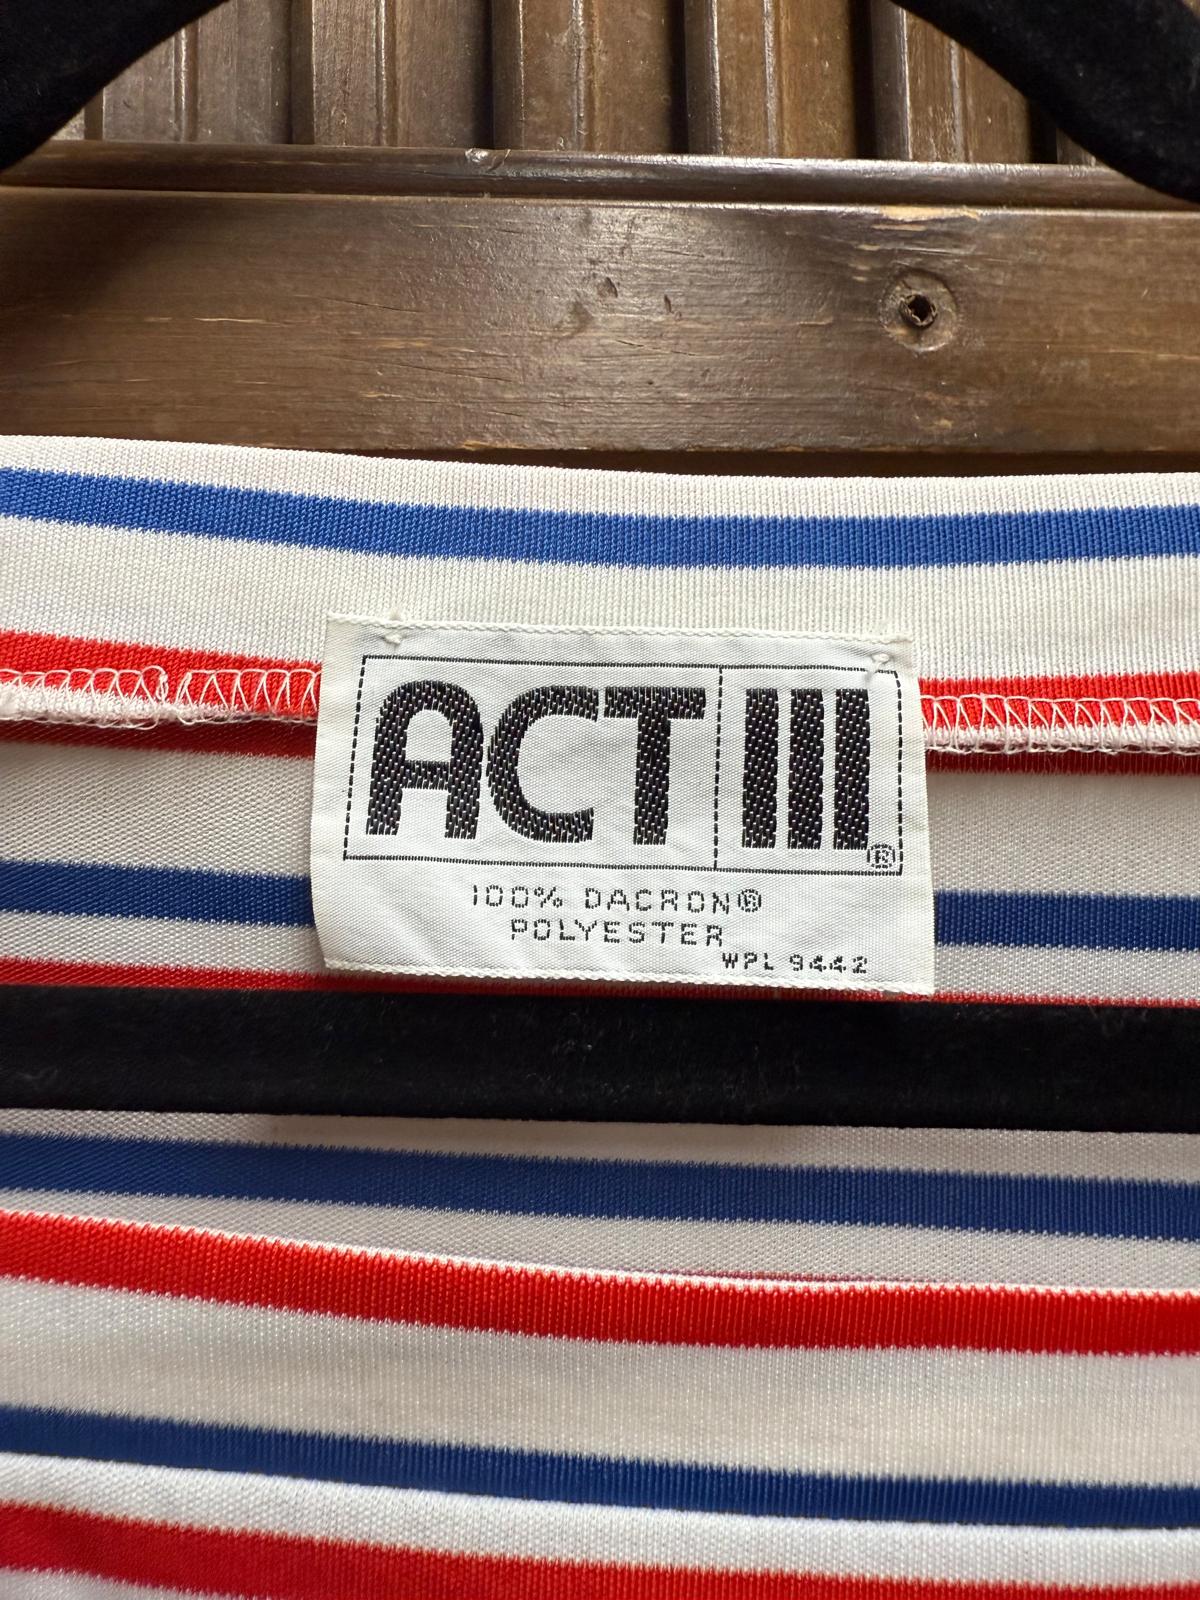 ACT III®
100% DACRON®
POLYESTER
WPL 9442